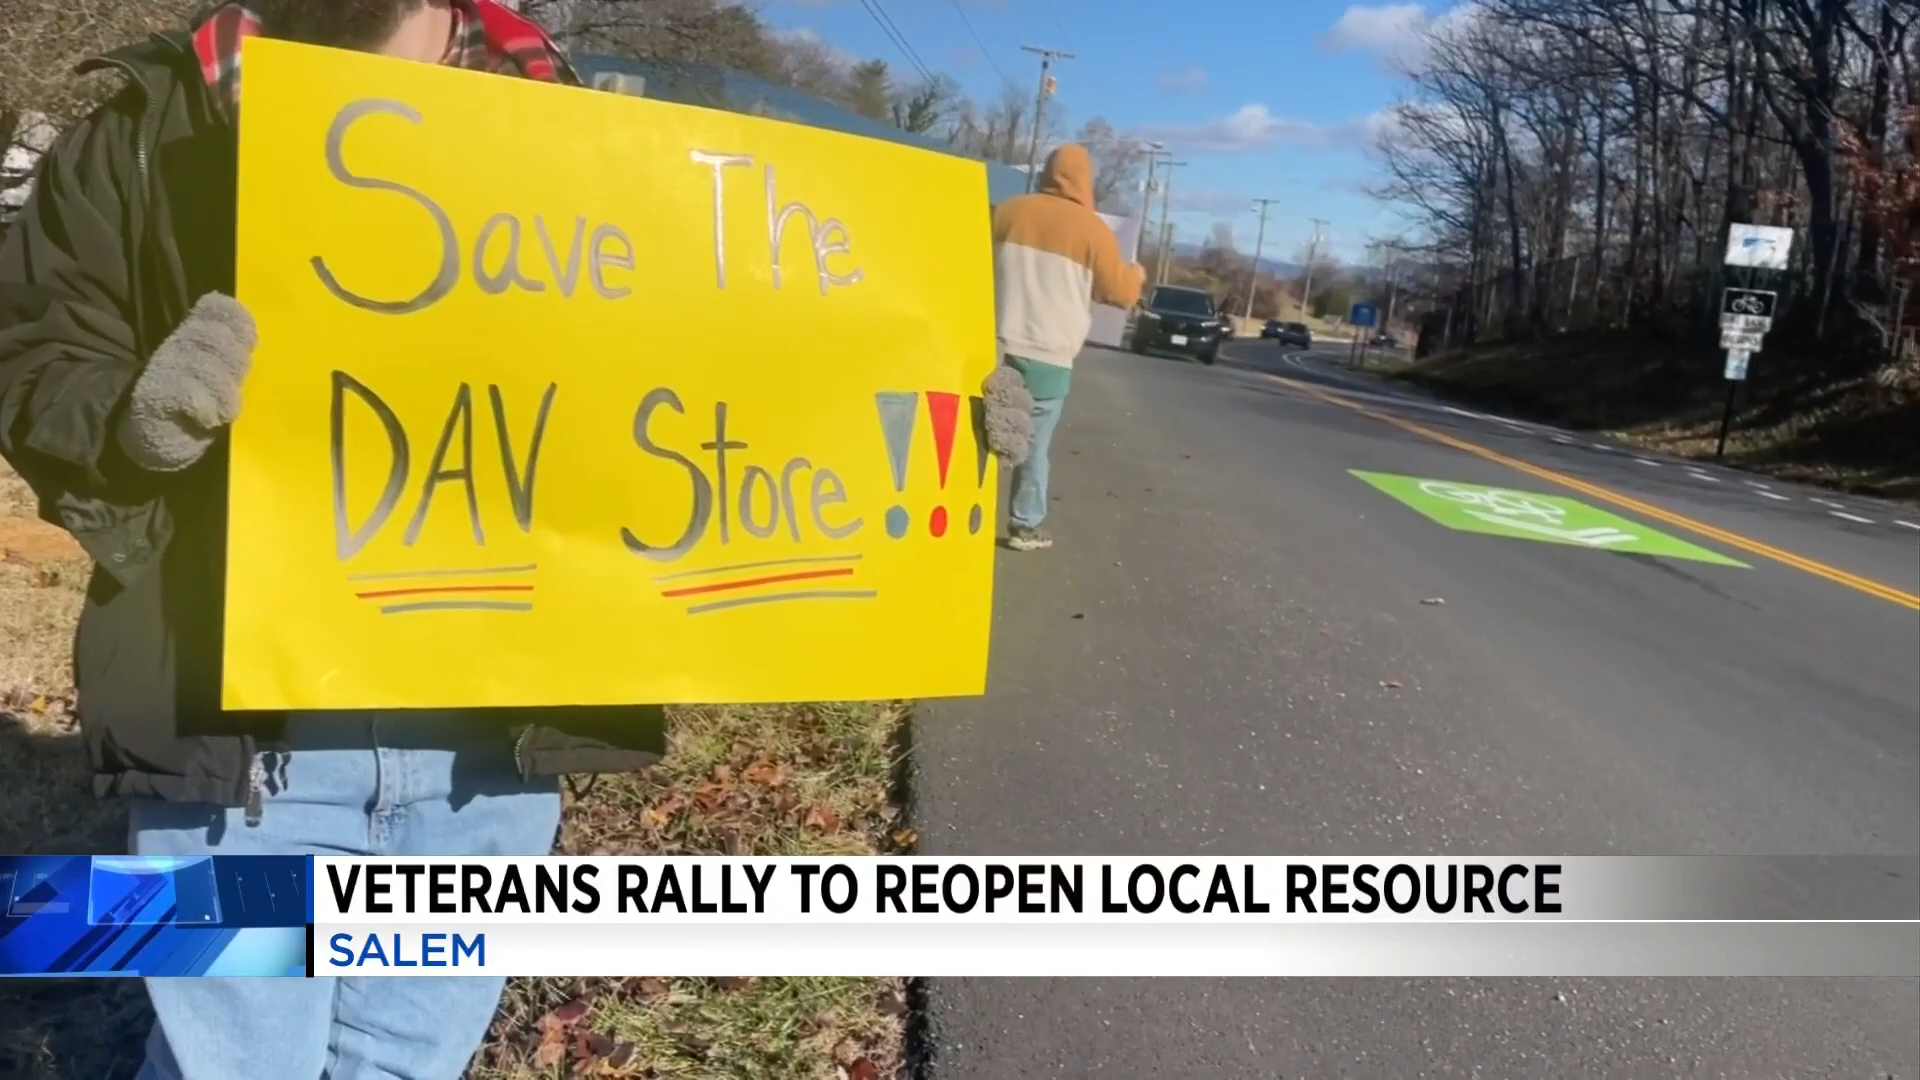 Save The
DAV Store!!!
VETERANS RALLY TO REOPEN LOCAL RESOURCE
SALEM